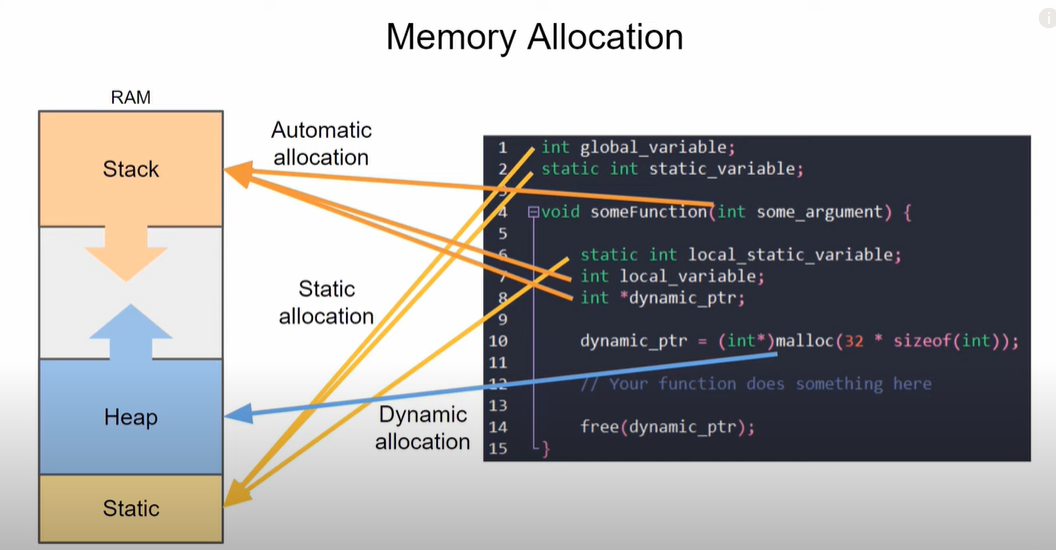 Memory Allocation
RAM
Stack
Heap
Static
Automatic
allocation
Static
allocation
Dynamic
allocation
1 int global_variable;
2 static int static_variable;
3
4 void someFunction(int some_argument) {
5
6 static int local_static_variable;
7 int local_variable;
8 int *dynamic_ptr;
9
10 dynamic_ptr = (int*)malloc(32 * sizeof(int));
11
12 // Your function does something here
13
14 free(dynamic_ptr);
15 }